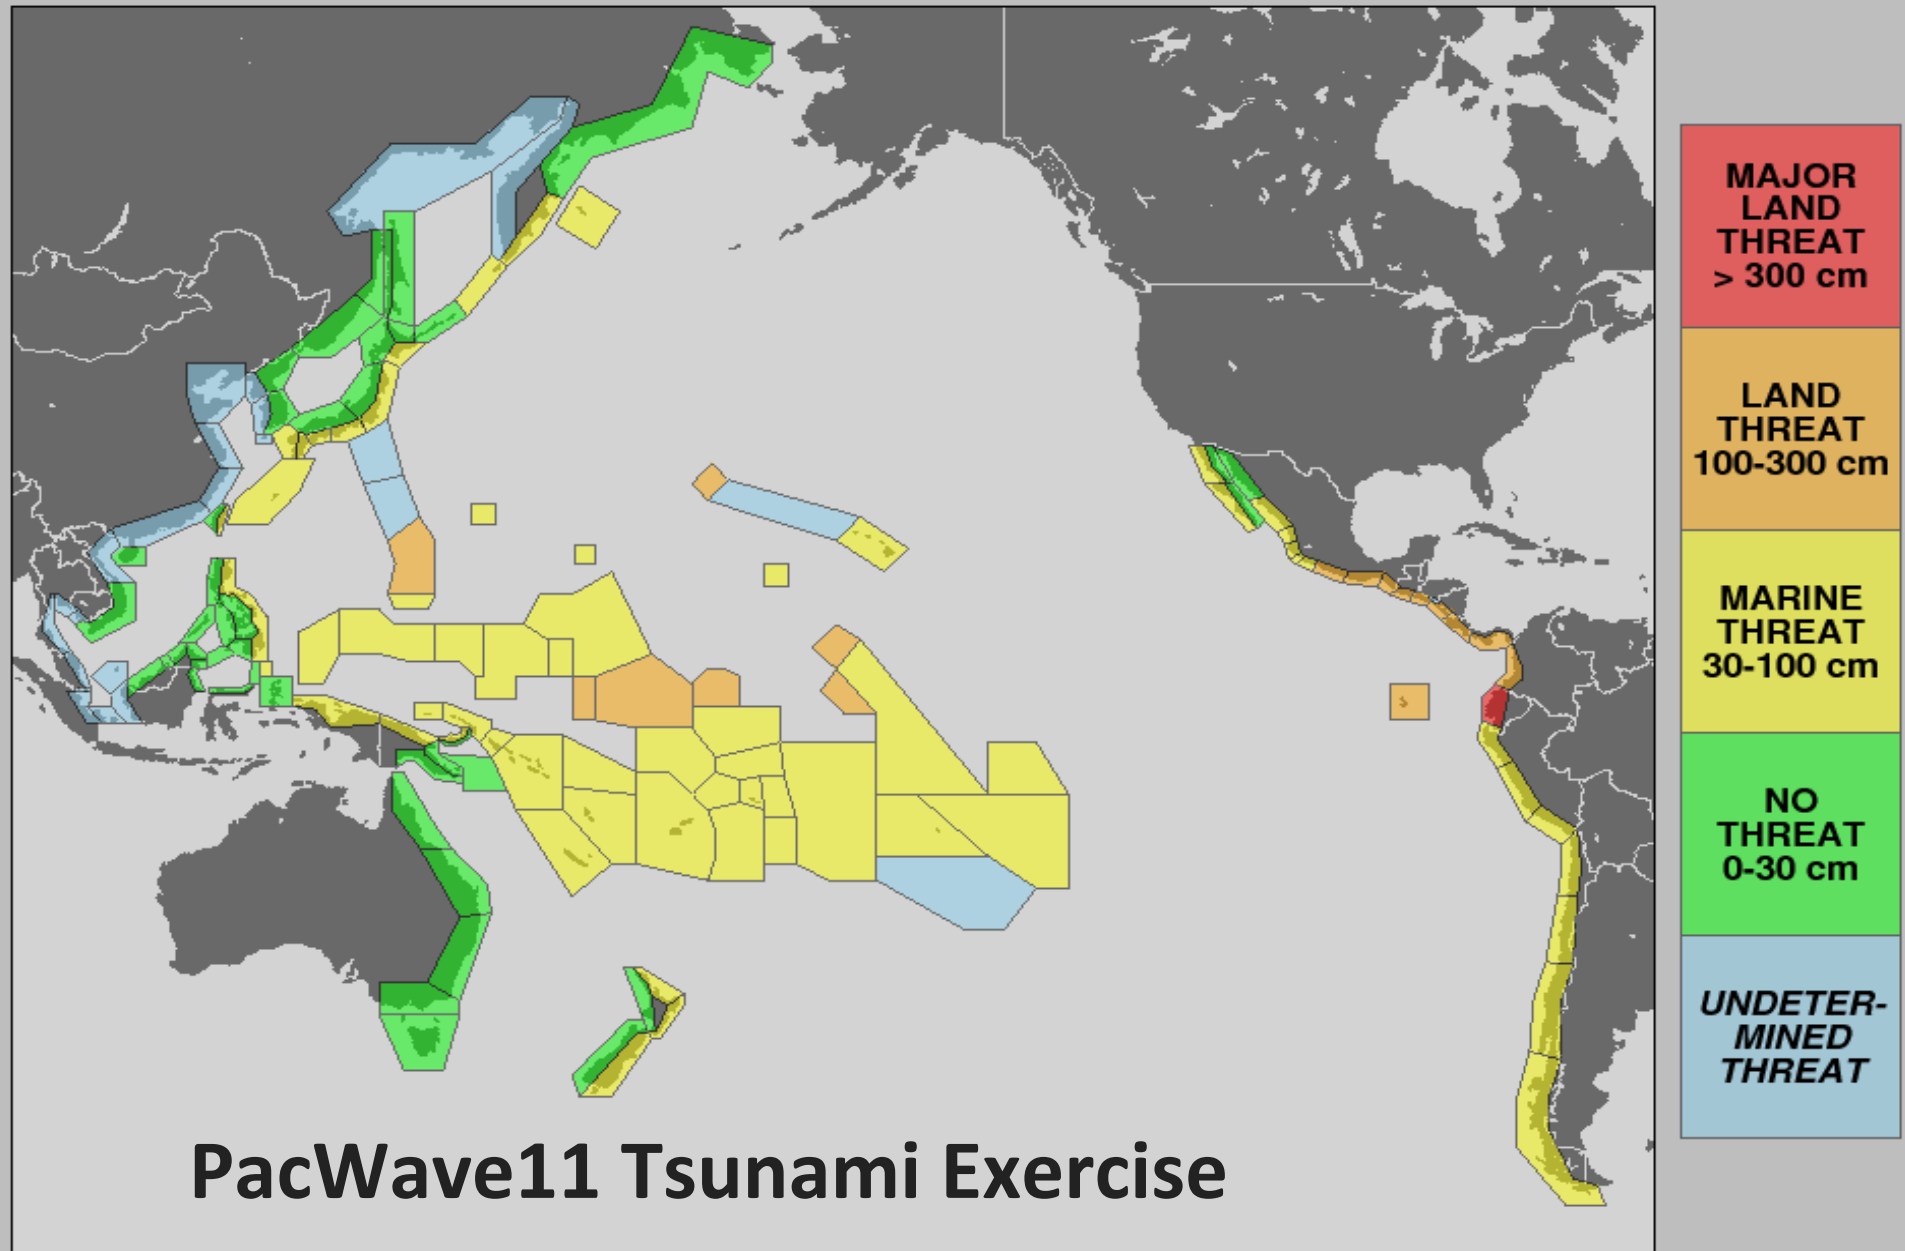 MAJOR
LAND
THREAT
> 300 cm
LAND
THREAT
100-300 cm
MARINE
THREAT
30-100 cm
NO
THREAT
0-30 cm
UNDETER-
MINED
THREAT
PacWave11 Tsunami Exercise